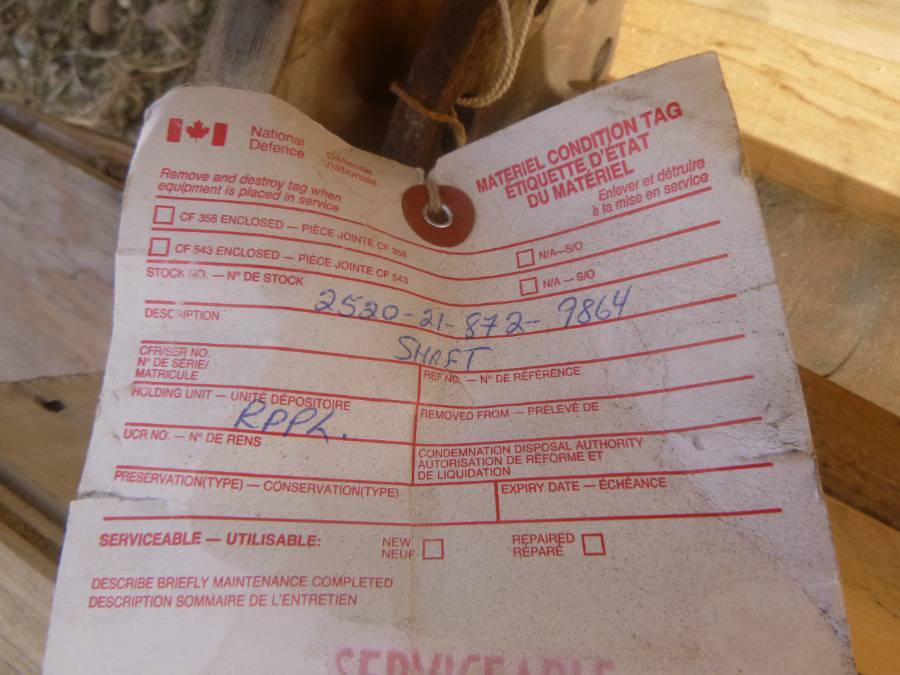 National
Defence
Défense
nationale
MATERIEL CONDITION TAG
ÉTIQUETTE D'ÉTAT
DU MATÉRIEL
Remove and destroy tag when
equipment is placed in service
Enlever et détruire
à la mise en service
CF 358 ENCLOSED — PIÈCE JOINTE CF 358
N/A—S/O
CF 543 ENCLOSED — PIÈCE JOINTE CF 543
N/A — S/O
STOCK NO. — Nº DE STOCK
2520-21-872-9864
DESCRIPTION
SHAFT
CFR/SER NO.
Nº DE SÉRIE/
MATRICULE
REF NO. — Nº DE RÉFÉRENCE
HOLDING UNIT — UNITÉ DÉPOSITOIRE
RPPL.
REMOVED FROM — PRÉLEVÉ DE
UCR NO. — Nº DE RENS
CONDEMNATION DISPOSAL AUTHORITY
AUTORISATION DE RÉFORME ET
DE LIQUIDATION
PRESERVATION(TYPE) — CONSERVATION(TYPE)
EXPIRY DATE — ÉCHÉANCE
SERVICEABLE — UTILISABLE:
NEW
NEUF
REPAIRED
RÉPARÉ
DESCRIBE BRIEFLY MAINTENANCE COMPLETED
DESCRIPTION SOMMAIRE DE L'ENTRETIEN
SERVICEABLE